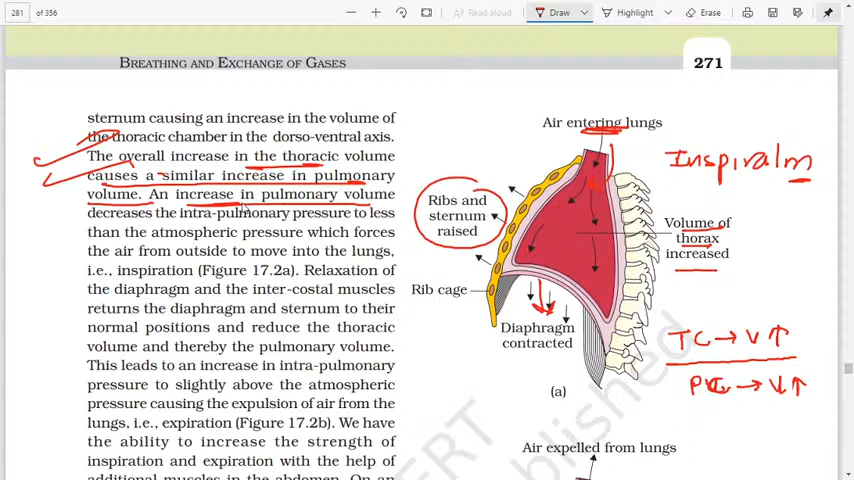 281 of 356
Read aloud
Draw
Highlight
Erase
BREATHING AND EXCHANGE OF GASES
271
sternum causing an increase in the volume of
the thoracic chamber in the dorso-ventral axis.
The overall increase in the thoracic volume
causes a similar increase in pulmonary
volume. An increase in pulmonary volume
decreases the intra-pulmonary pressure to less
than the atmospheric pressure which forces
the air from outside to move into the lungs,
i.e., inspiration (Figure 17.2a). Relaxation of
the diaphragm and the inter-costal muscles
returns the diaphragm and sternum to their
normal positions and reduce the thoracic
volume and thereby the pulmonary volume.
This leads to an increase in intra-pulmonary
pressure to slightly above the atmospheric
pressure causing the expulsion of air from the
lungs, i.e., expiration (Figure 17.2b). We have
the ability to increase the strength of
inspiration and expiration with the help of
additional muscles in the abdomen. On an
Air entering lungs
Ribs and
sternum
raised
Rib cage
Volume of
thorax
increased
Diaphragm
contracted
(a)
Air expelled from lungs
TC → V ↑